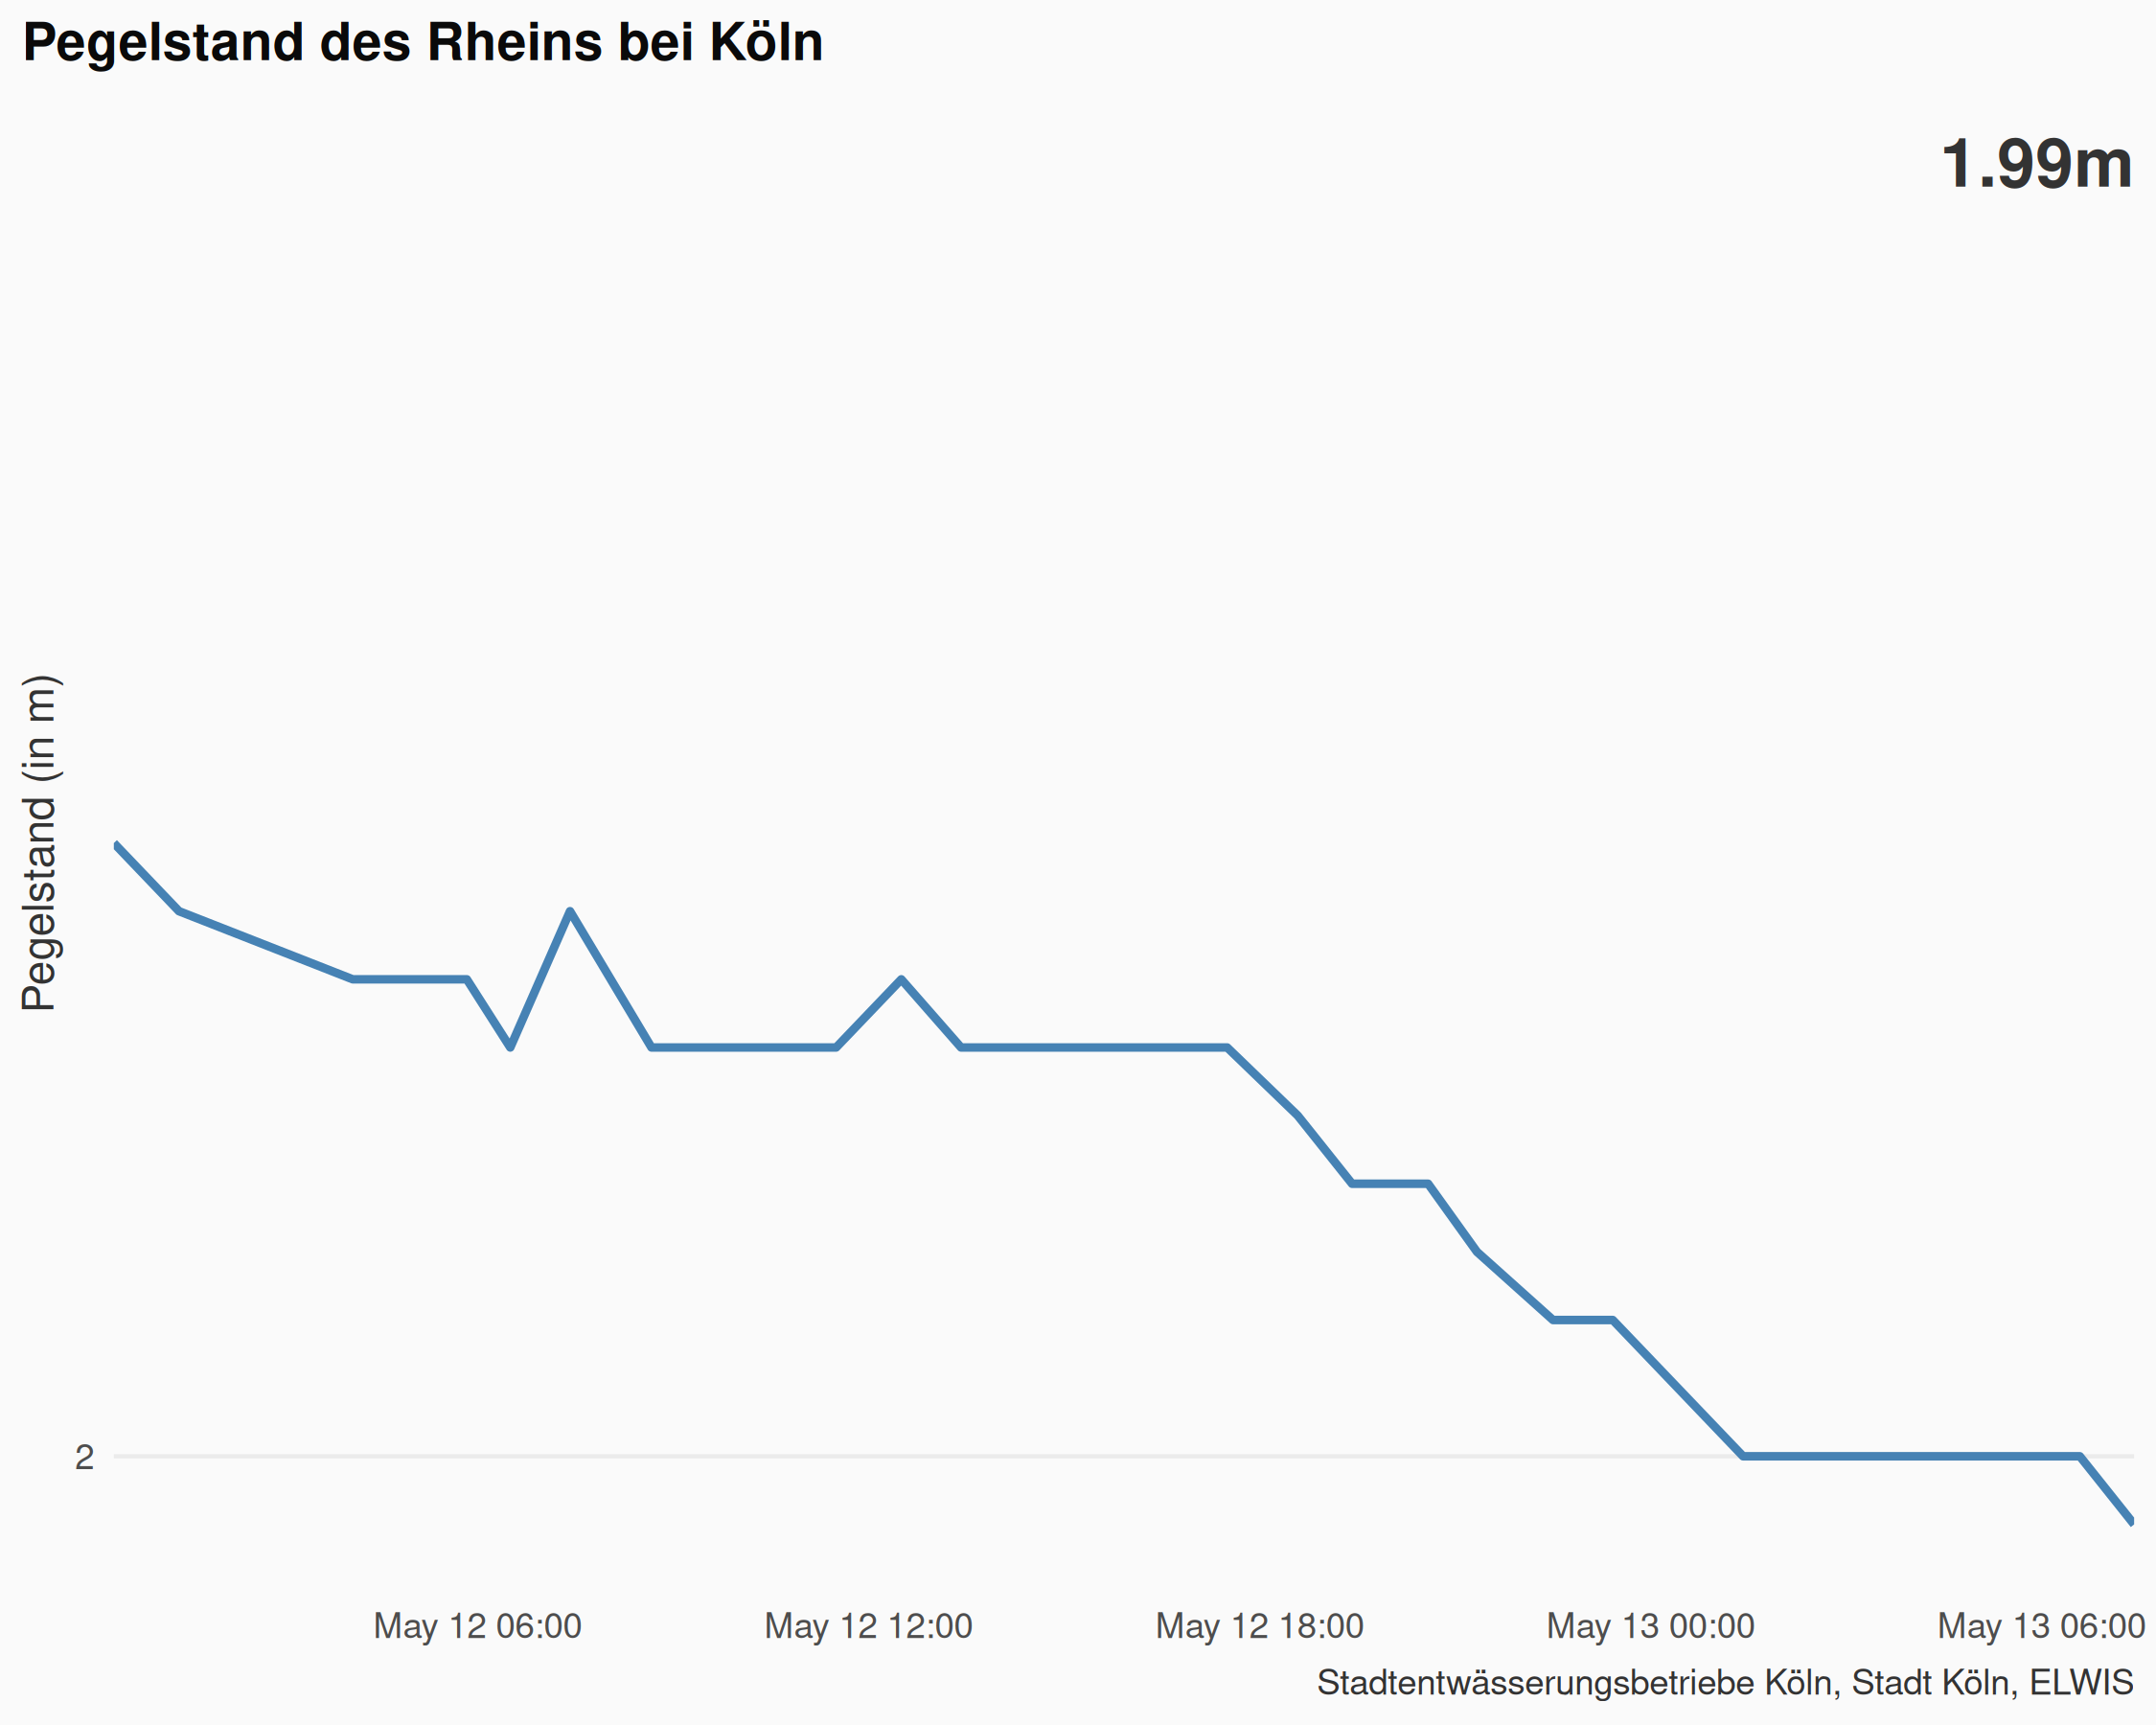 Pegelstand des Rheins bei Köln
1.99m
Pegelstand (in m)
2
May 12 06:00
May 12 12:00
May 12 18:00
May 13 00:00
May 13 06:00
Stadtentwässerungsbetriebe Köln, Stadt Köln, ELWIS